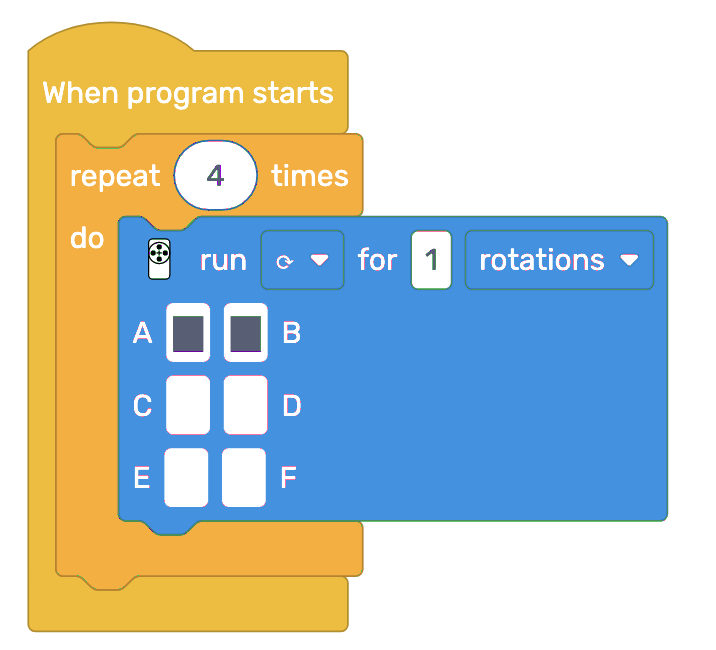 When program starts
repeat 4 times
do
run for 1 rotations
A B
C D
E F